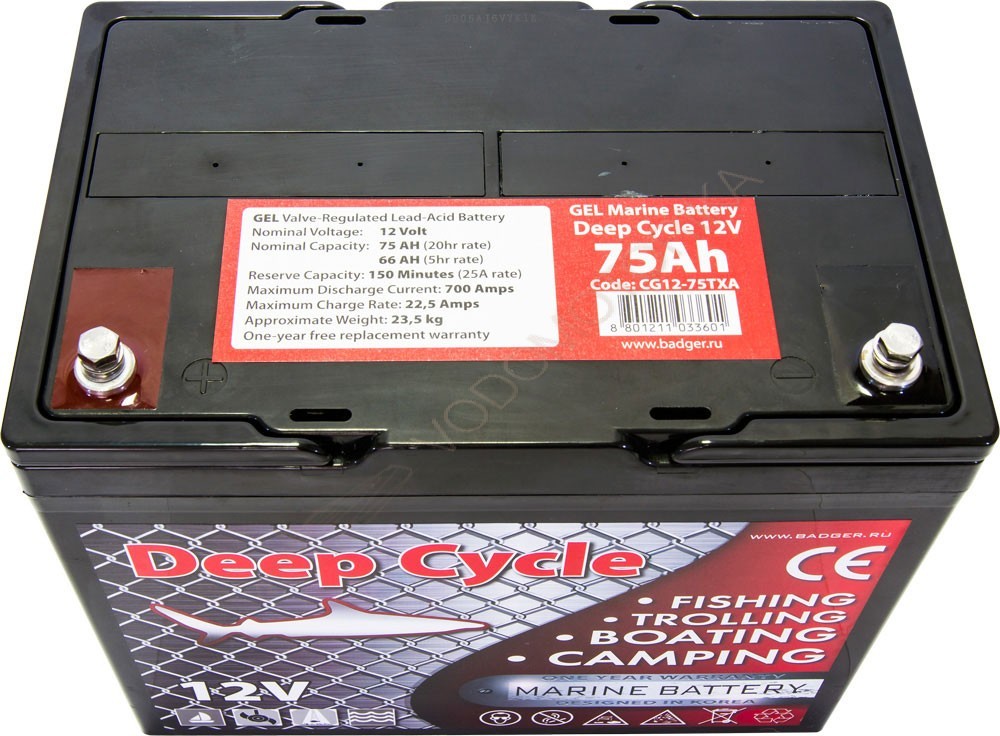 GEL Valve-Regulated Lead-Acid Battery
Nominal Voltage: 12 Volt
Nominal Capacity: 75 AH (20hr rate)
66 AH (5hr rate)
Reserve Capacity: 150 Minutes (25A rate)
Maximum Discharge Current: 700 Amps
Maximum Charge Rate: 22,5 Amps
Approximate Weight: 23,5 kg
One-year free replacement warranty
GEL Marine Battery
Deep Cycle 12V
75Ah
Code: CG12-75TXA
8 801211 033601
www.badger.ru
+
−
Deep Cycle
12V
WWW.BADGER.RU
CE
• FISHING
• TROLLING
• BOATING
• CAMPING
ONE YEAR WARRANTY
MARINE BATTERY
DESIGNED IN KOREA